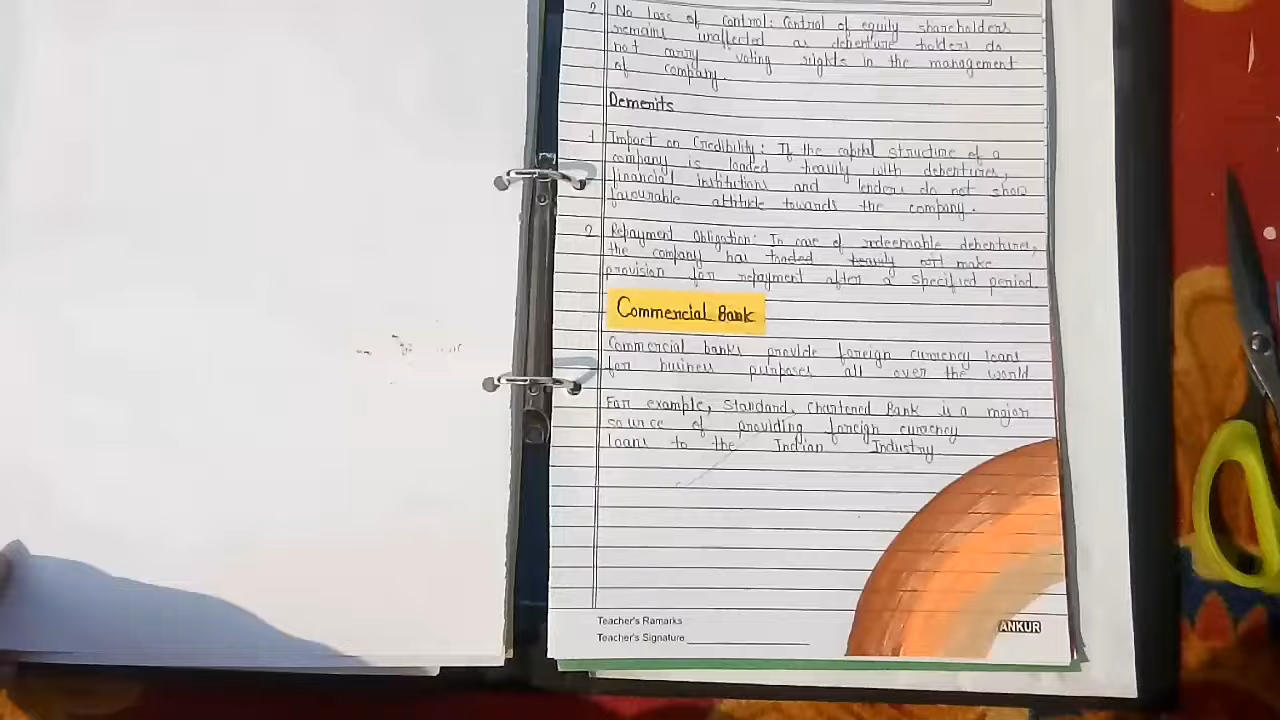 2 No loss of control: Control of equity shareholders
remains unaffected as debenture holders do
not carry voting rights in the management
of company.
Demerits
1 Impact on Credibility: If the capital structure of a
company is loaded heavily with debentures,
financial institutions and lenders do not show
favourable attitude towards the company.
2 Repayment Obligation: In case of redeemable debentures,
the company has make
provision for repayment after a specified period.
Commercial Bank
Commercial banks provide foreign currency loans
for business purposes all over the world
For example, Standard Chartered Bank is a major
source of providing foreign currency
loans to the Indian Industry
Teacher's Ramarks
Teacher's Signature
ANKUR